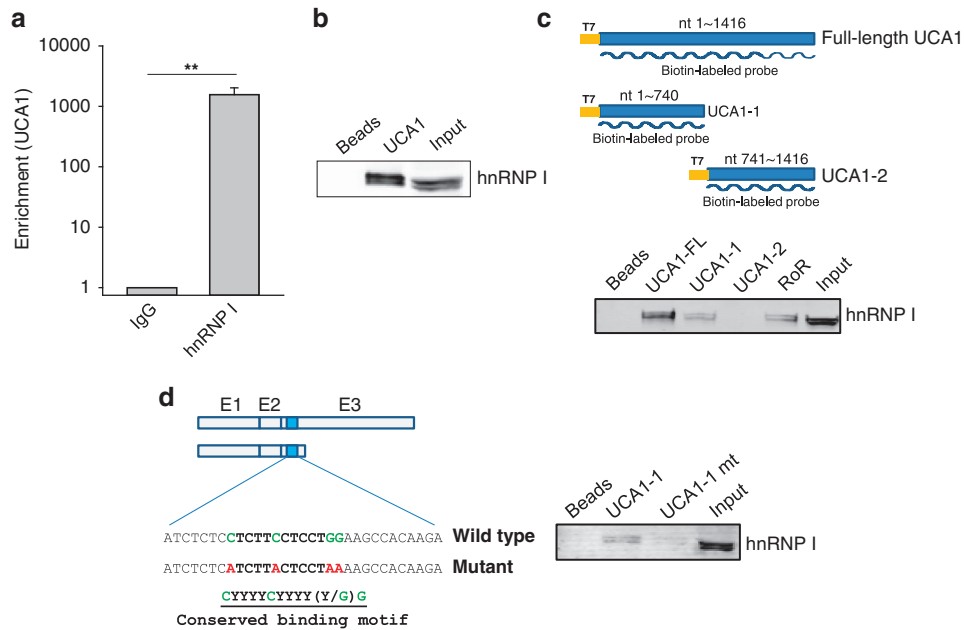 a
Enrichment (UCA1)
10000
1000
100
10
1
**
IgG
hnRNP I
b
Beads
UCA1
Input
hnRNP I
c
T7
nt 1~1416
Full-length UCA1
Biotin-labeled probe
T7
nt 1~740
UCA1-1
Biotin-labeled probe
T7
nt 741~1416
UCA1-2
Biotin-labeled probe
Beads
UCA1-FL
UCA1-1
UCA1-2
RoR
Input
hnRNP I
d
E1 E2 E3
ATCTCTCCTCTTCCTCCTGGAAGCCACAAGA Wild type
ATCTCTCATCTTACTCCTAAAAGCCACAAGA Mutant
CYYYYCYYYY(Y/G)G
Conserved binding motif
Beads
UCA1-1
UCA1-1 mt
Input
hnRNP I